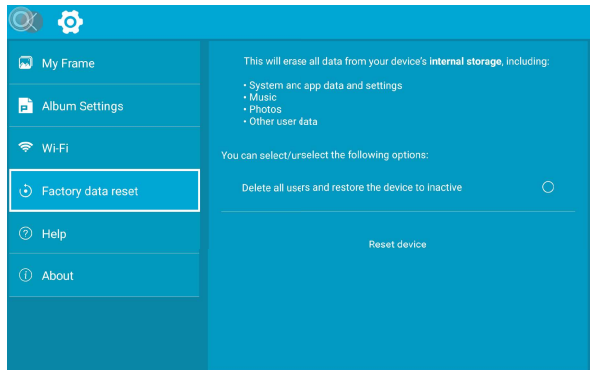 My Frame
Album Settings
Wi-Fi
Factory data reset
Help
About
This will erase all data from your device's internal storage, including:
• System and app data and settings
• Music
• Photos
• Other user data
You can select/unselect the following options:
Delete all users and restore the device to inactive
Reset device